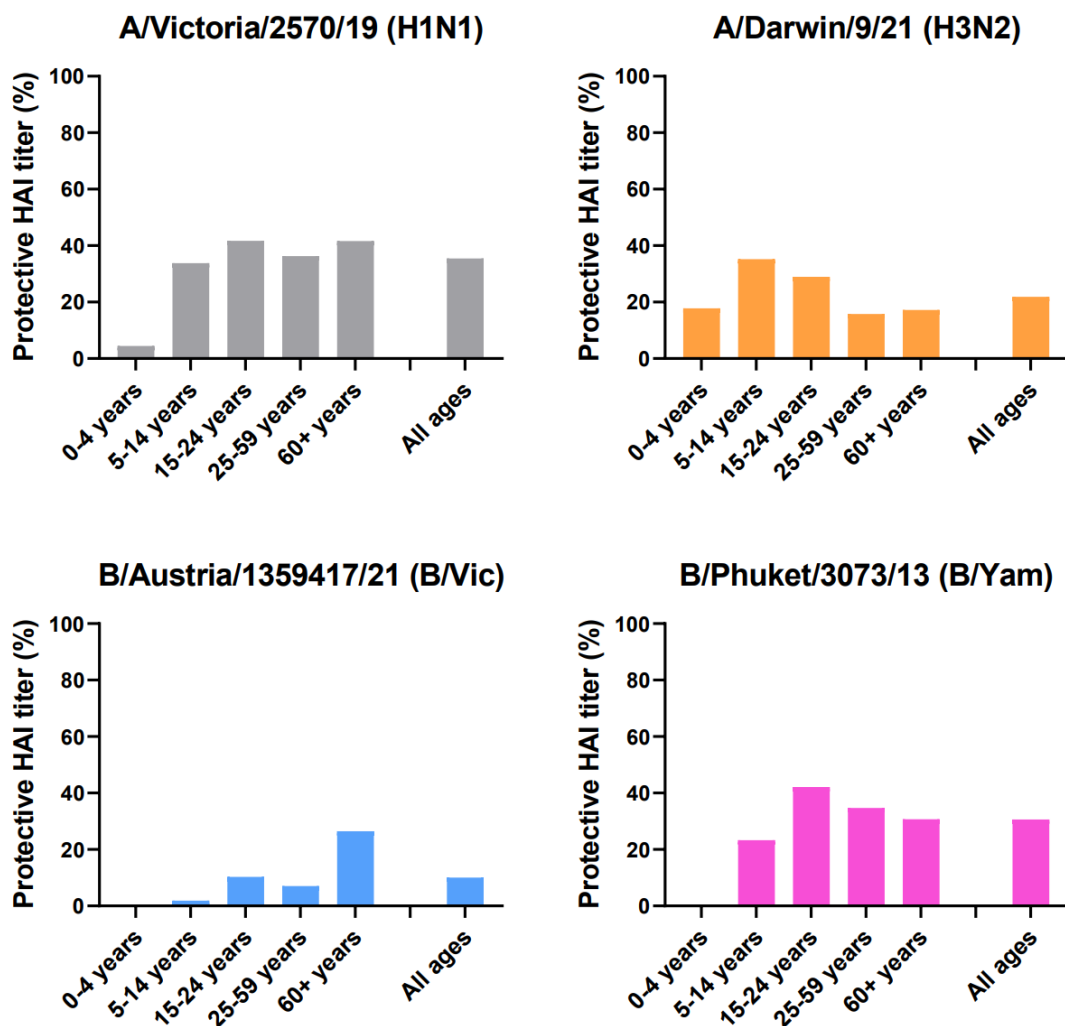 A/Victoria/2570/19 (H1N1)
Protective HAI titer (%)
100
80
60
40
20
0
0-4 years
5-14 years
15-24 years
25-59 years
60+ years
All ages
A/Darwin/9/21 (H3N2)
Protective HAI titer (%)
100
80
60
40
20
0
0-4 years
5-14 years
15-24 years
25-59 years
60+ years
All ages
B/Austria/1359417/21 (B/Vic)
Protective HAI titer (%)
100
80
60
40
20
0
0-4 years
5-14 years
15-24 years
25-59 years
60+ years
All ages
B/Phuket/3073/13 (B/Yam)
Protective HAI titer (%)
100
80
60
40
20
0
0-4 years
5-14 years
15-24 years
25-59 years
60+ years
All ages